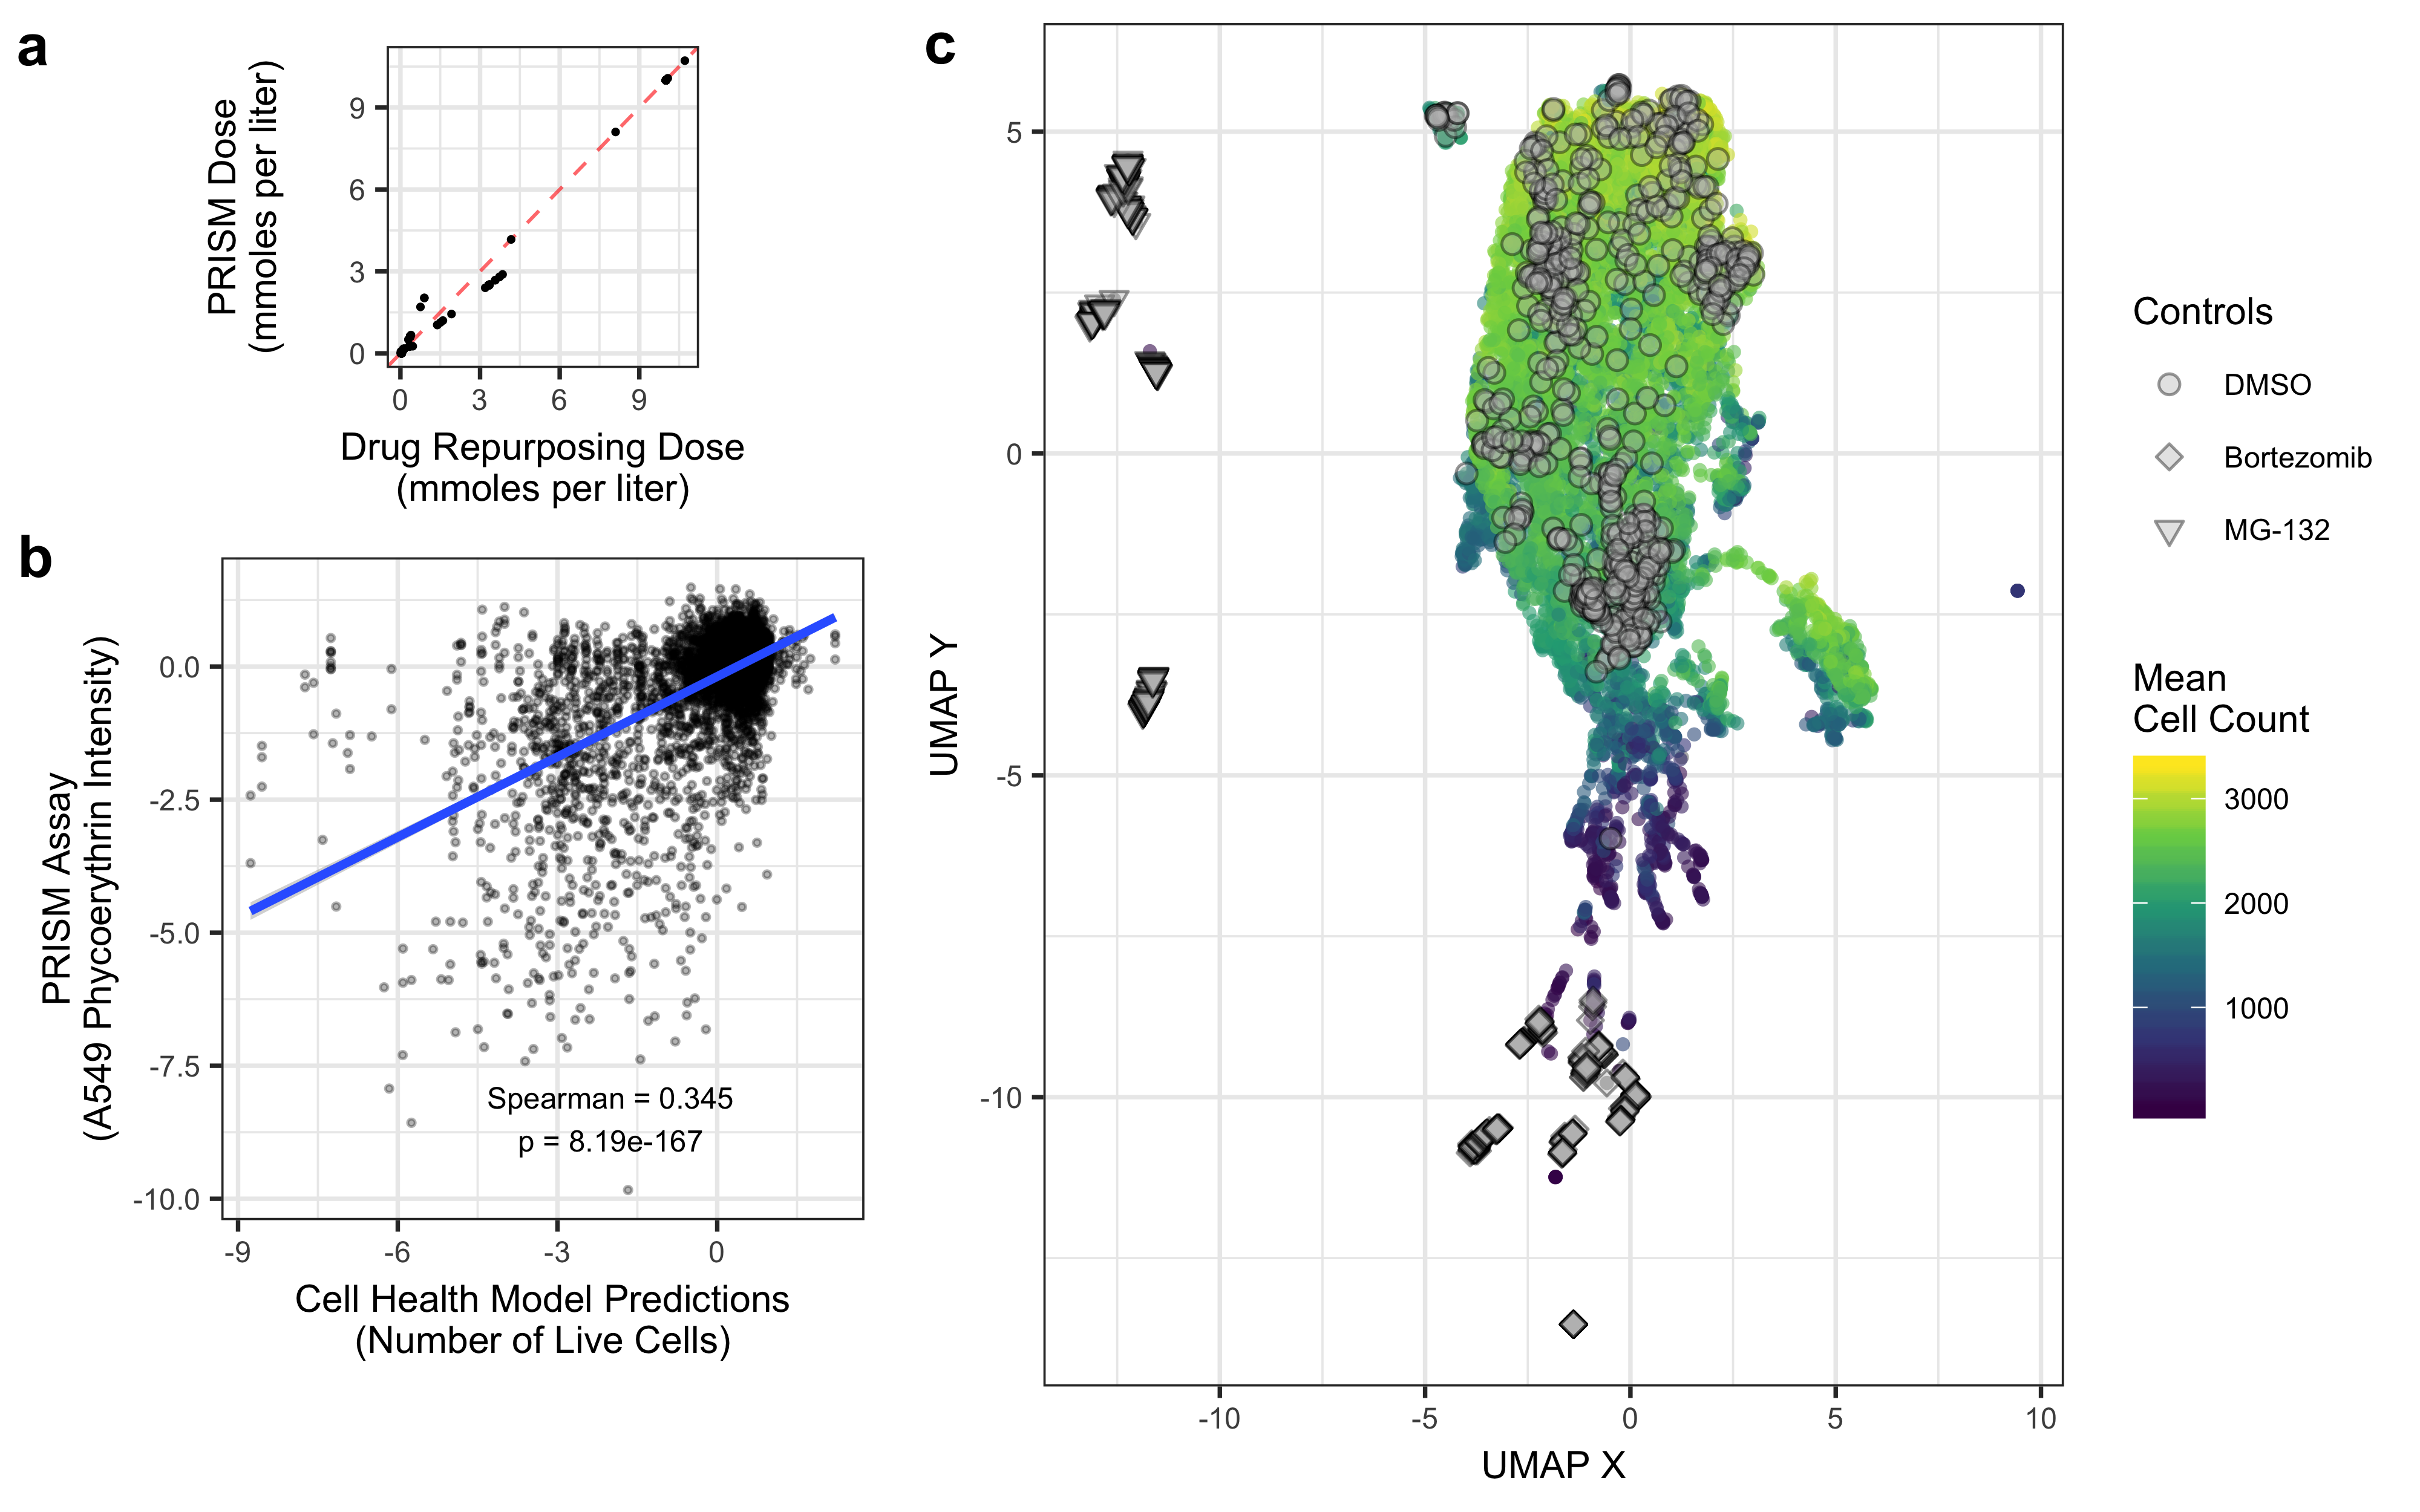 a
PRISM Dose
(mmoles per liter)
9
6
3
0
0 3 6 9
Drug Repurposing Dose
(mmoles per liter)
b
PRISM Assay
(A549 Phycoerythrin Intensity)
0.0
-2.5
-5.0
-7.5
-10.0
Spearman = 0.345
p = 8.19e-167
-9 -6 -3 0
Cell Health Model Predictions
(Number of Live Cells)
c
UMAP Y
5
0
-5
-10
-10 -5 0 5 10
UMAP X
Controls
DMSO
Bortezomib
MG-132
Mean
Cell Count
3000
2000
1000